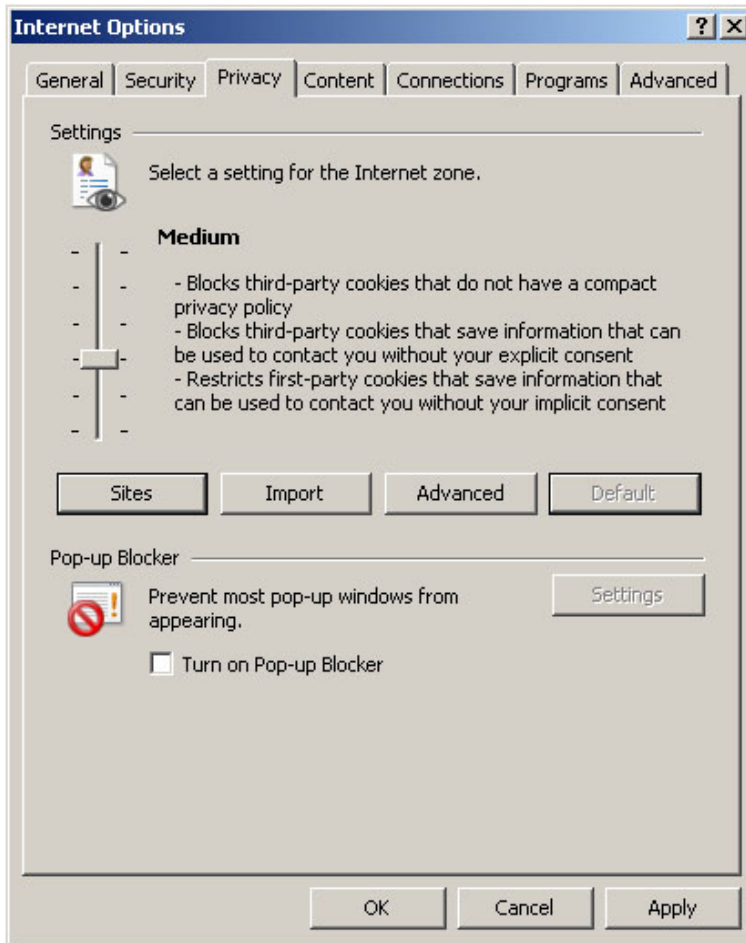 Internet Options
General Security Privacy Content Connections Programs Advanced
Settings
Select a setting for the Internet zone.
Medium
- Blocks third-party cookies that do not have a compact
privacy policy
- Blocks third-party cookies that save information that can
be used to contact you without your explicit consent
- Restricts first-party cookies that save information that
can be used to contact you without your implicit consent
Sites Import Advanced Default
Pop-up Blocker
Prevent most pop-up windows from
appearing.
Settings
Turn on Pop-up Blocker
OK Cancel Apply